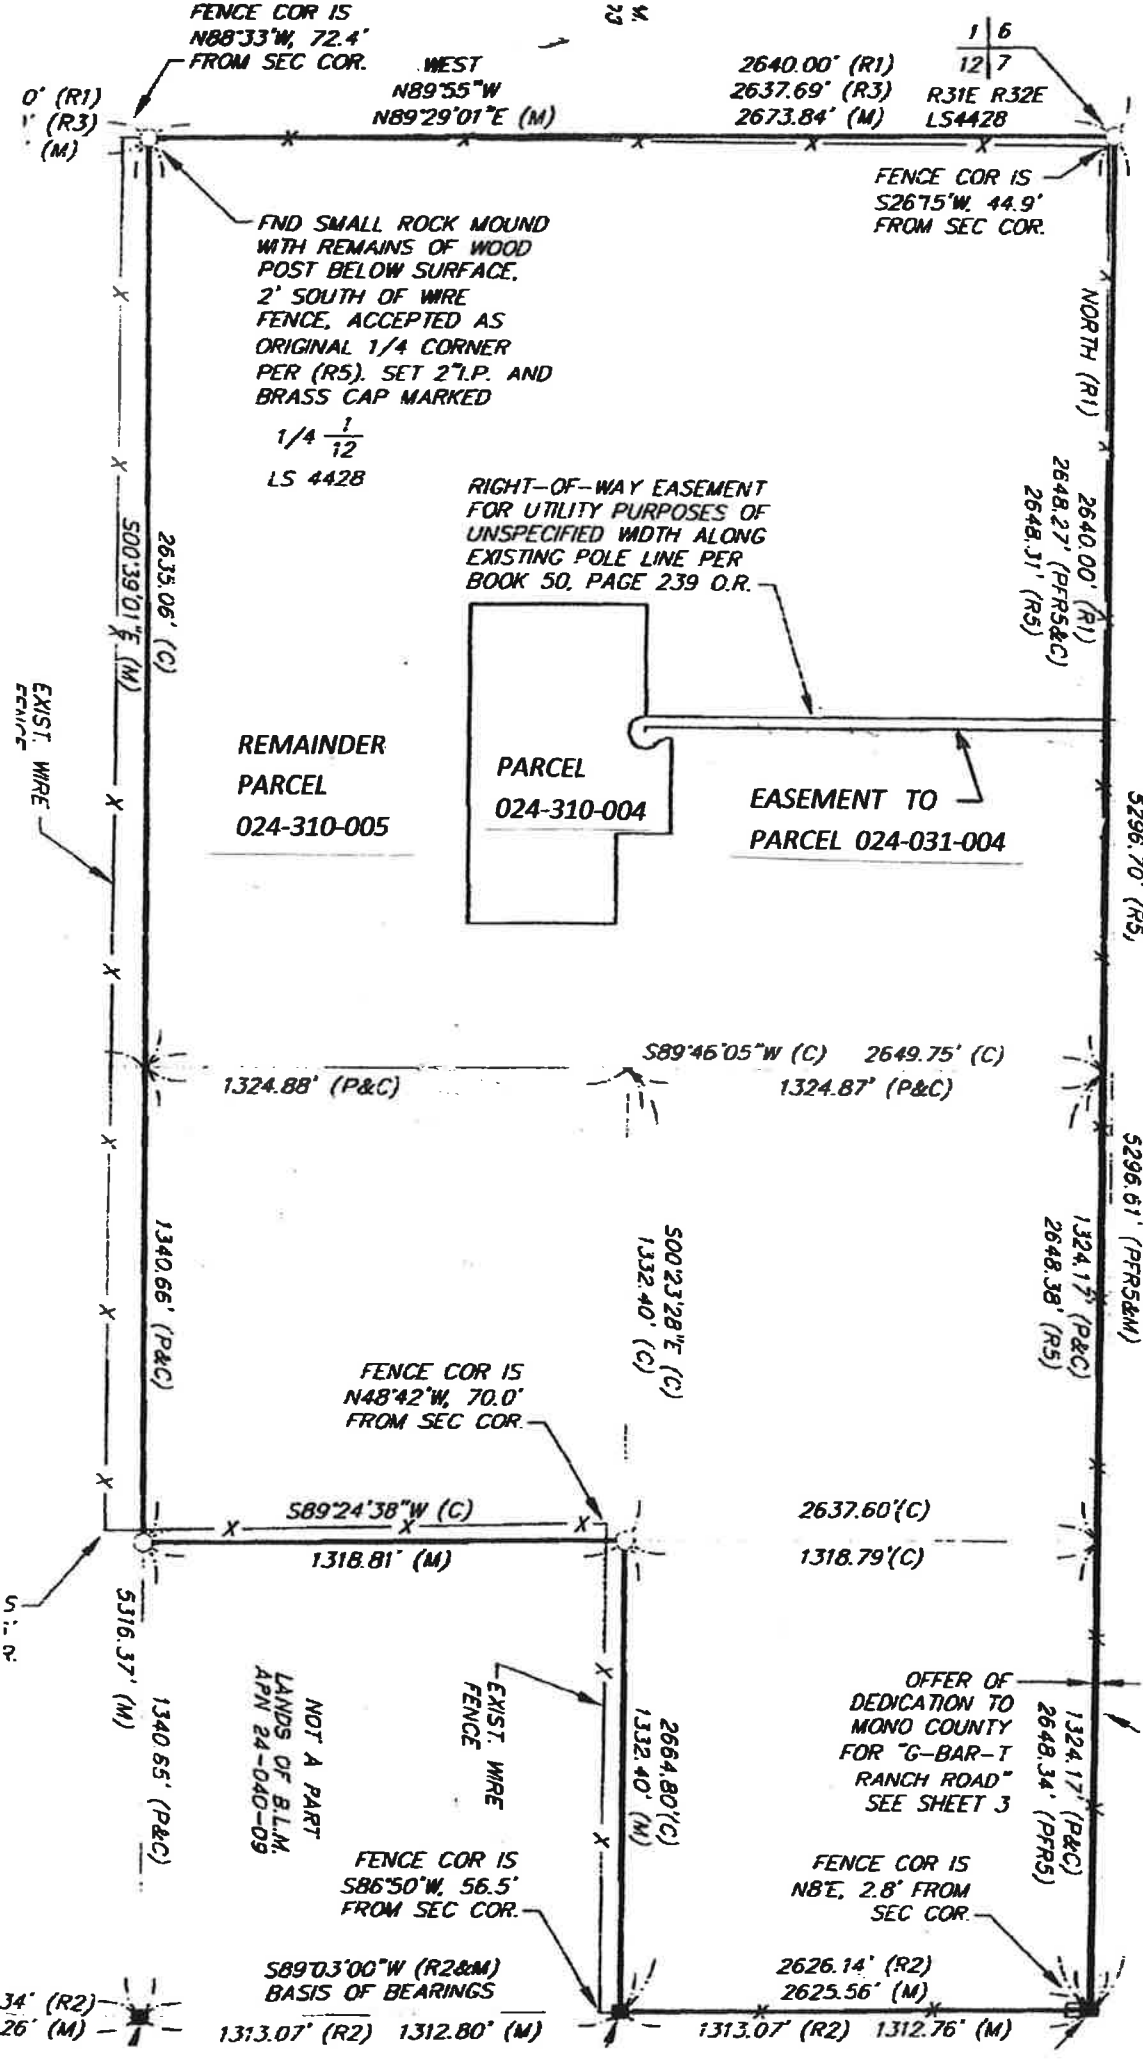 FENCE COR IS
N88°33'W, 72.4'
FROM SEC COR.
WEST
N89°55"W
N89°29'01"E (M)
2640.00' (R1)
2637.69' (R3)
2673.84' (M)
1 6
12 7
R31E R32E
LS4428
0' (R1)
' (R3)
' (M)
FENCE COR IS
S26°15'W, 44.9'
FROM SEC COR.
FND SMALL ROCK MOUND
WITH REMAINS OF WOOD
POST BELOW SURFACE,
2' SOUTH OF WIRE
FENCE, ACCEPTED AS
ORIGINAL 1/4 CORNER
PER (R5). SET 2"I.P. AND
BRASS CAP MARKED
1/4 1
12
LS 4428
NORTH (R1)
2640.00' (R1)
2648.27' (PFR5&C)
2648.31' (R5)
RIGHT-OF-WAY EASEMENT
FOR UTILITY PURPOSES OF
UNSPECIFIED WIDTH ALONG
EXISTING POLE LINE PER
BOOK 50, PAGE 239 O.R.
2635.06' (C)
S00°39'01"E (M)
EXIST. WIRE
FENCE
REMAINDER
PARCEL
024-310-005
PARCEL
024-310-004
EASEMENT TO
PARCEL 024-031-004
5296.70' (R5,
S89°46'05"W (C) 2649.75' (C)
1324.88' (P&C)
1324.87' (P&C)
5296.61' (PFR5&M)
1324.17' (P&C)
2648.38' (R5)
1340.66' (P&C)
S00°23'28"E (C)
1332.40' (C)
FENCE COR IS
N48°42'W, 70.0'
FROM SEC COR.
S89°24'38"W (C)
1318.81' (M)
2637.60'(C)
1318.79'(C)
5316.37' (M)
1340.65' (P&C)
NOT A PART
LANDS OF B.L.M.
APN 24-040-09
EXIST. WIRE
FENCE
2664.80'(C)
1332.40' (M)
OFFER OF
DEDICATION TO
MONO COUNTY
FOR "G-BAR-T
RANCH ROAD"
SEE SHEET 3
1324.17' (P&C)
2648.34' (PFR5)
FENCE COR IS
S86°50'W, 56.5'
FROM SEC COR.
FENCE COR IS
N8°E, 2.8' FROM
SEC COR.
S89°03'00"W (R2&M)
BASIS OF BEARINGS
1313.07' (R2) 1312.80' (M)
2626.14' (R2)
2625.56' (M)
1313.07' (R2) 1312.76' (M)
34' (R2)
26' (M)